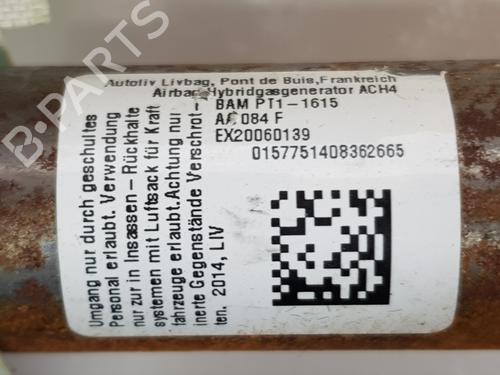 B-PARTS
Autoliv Livbag, Pont de Buis,Frankreich
Airbag Hybridgasgenerator ACH4
BAM PT1-1615
084 F
EX20060139
0157751408362665
Umgang nur durch geschultes
Personal erlaubt. Verwendung
nur zur in Insassen-Rückhalte
systemen mit Luftsack für Kraft
fahrzeuge erlaubt.Achtung nur
inerte Gegenstände Verschrot
ten. 2014, LIV